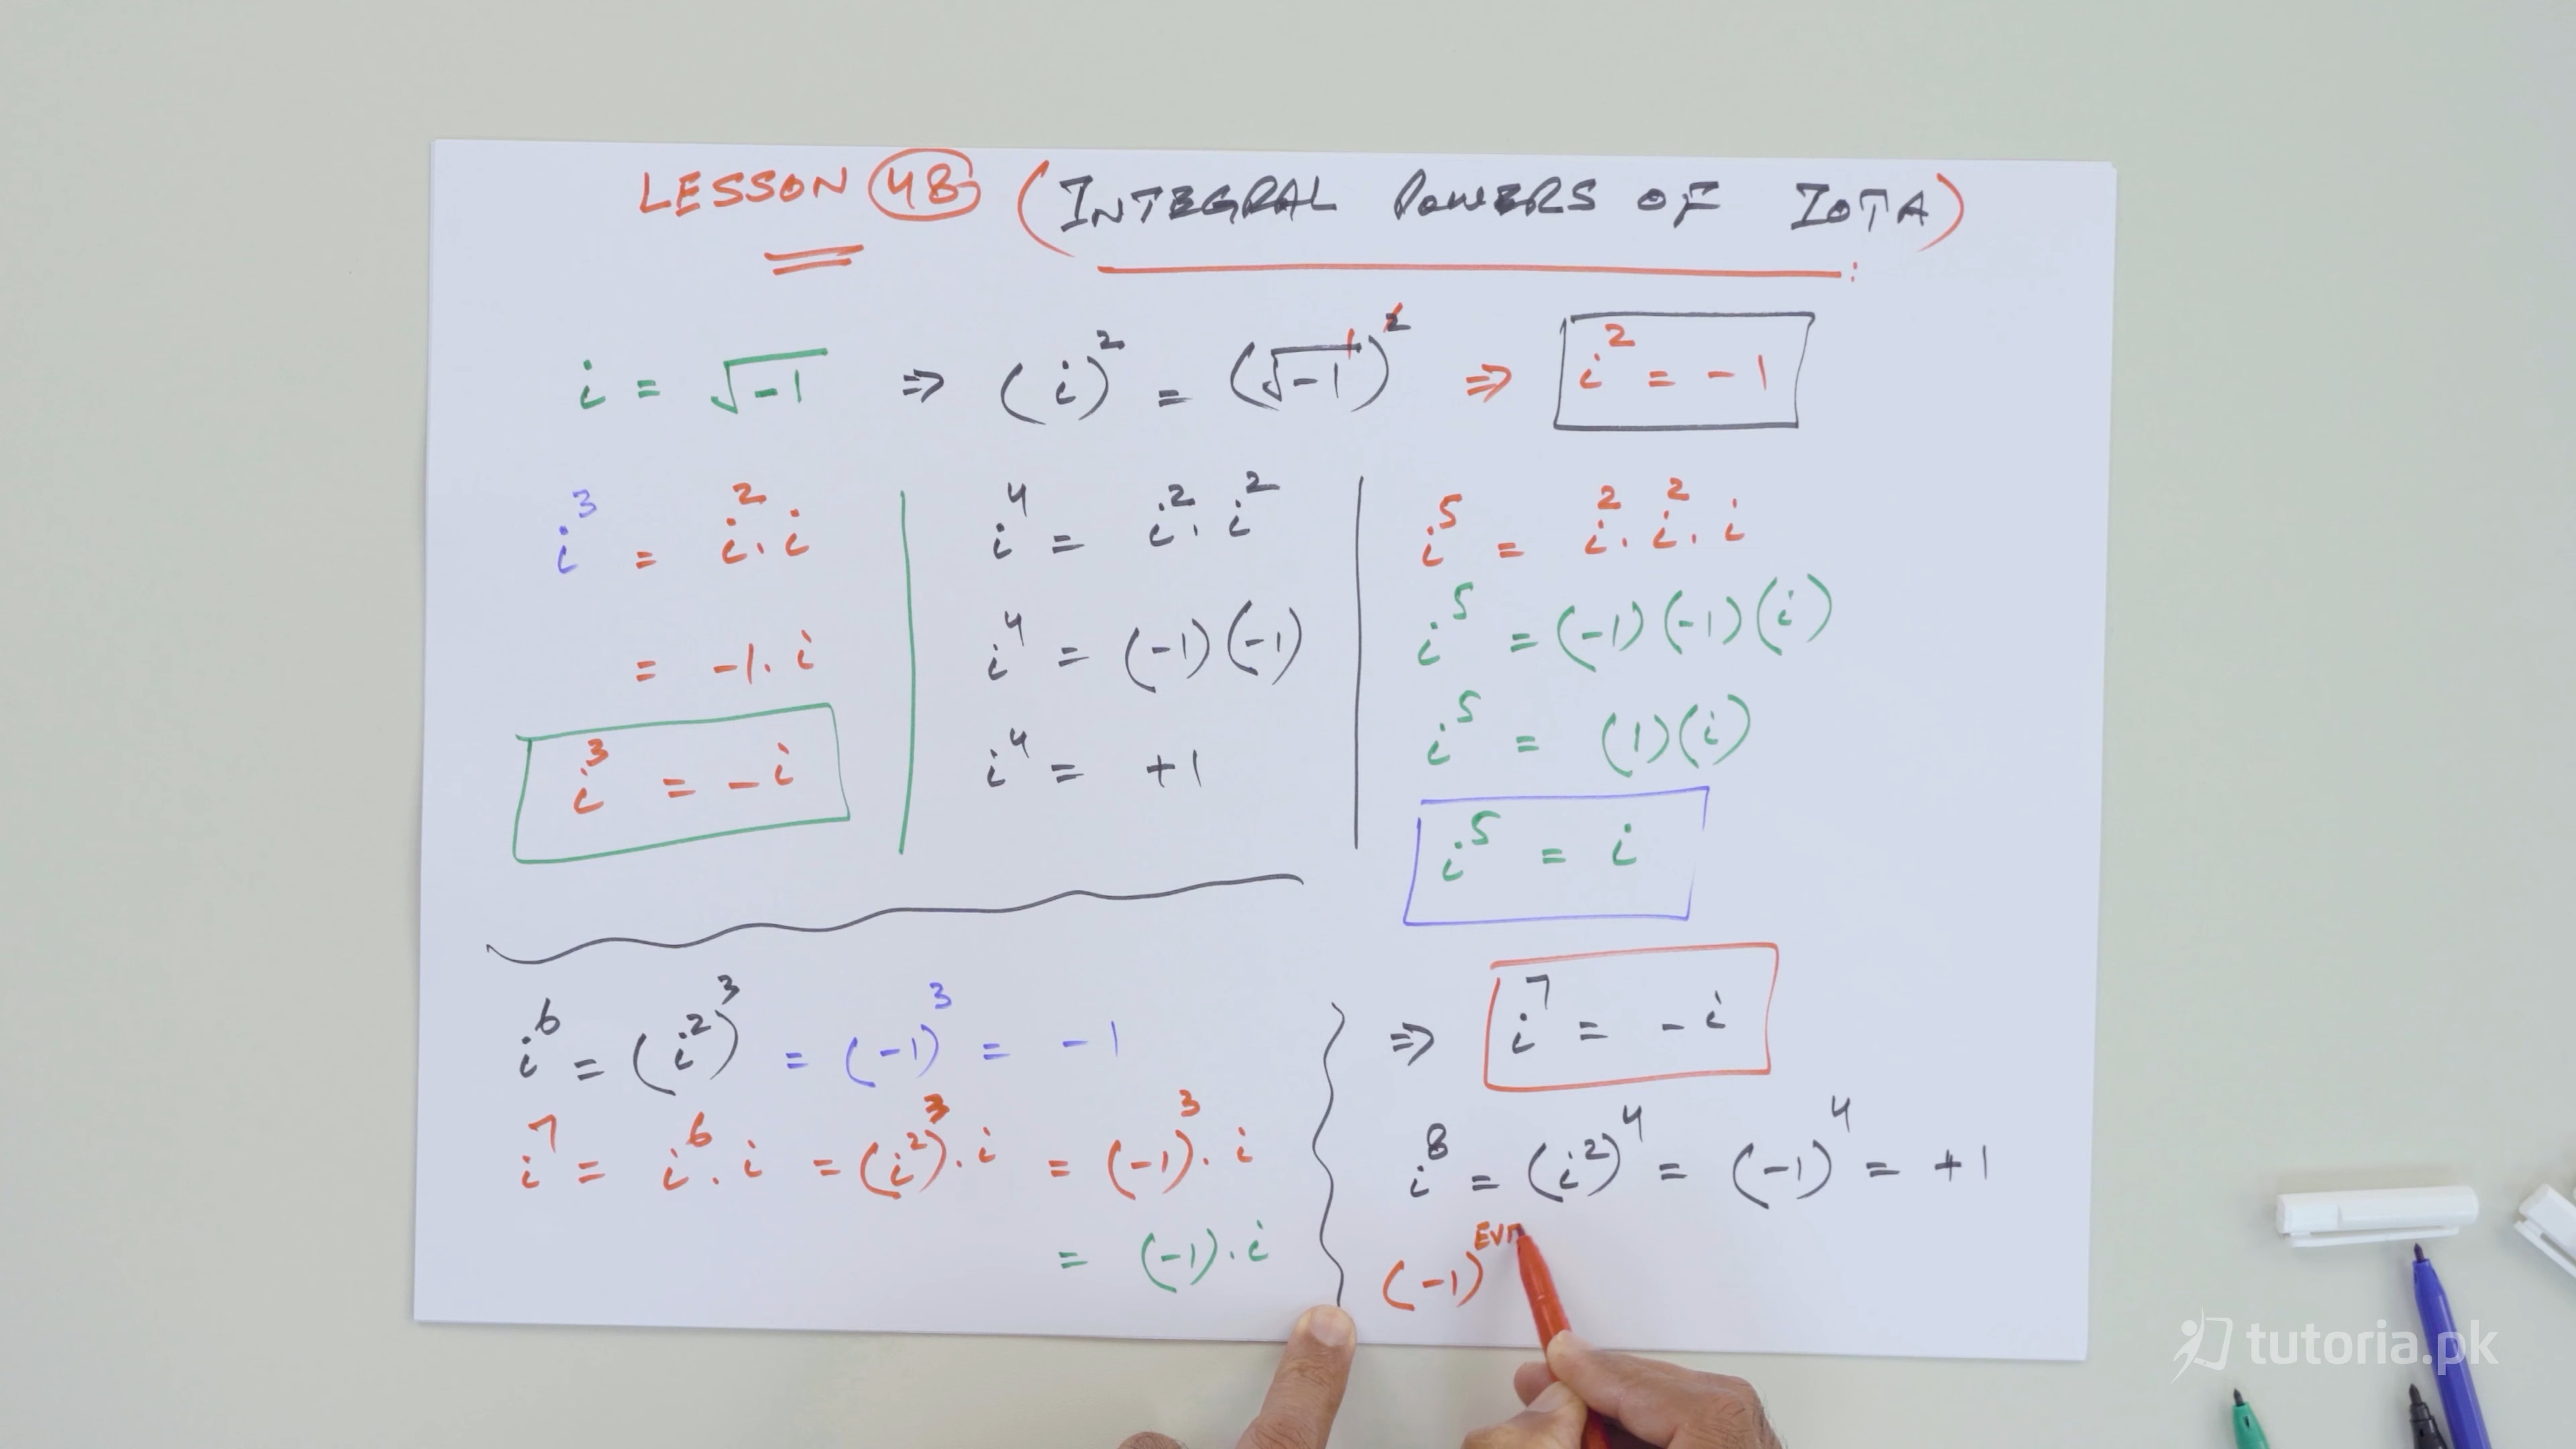 LESSON 48 (INTEGRAL POWERS OF IOTA):
i = √-1 ⇒ (i)² = (√-1)² ⇒ i² = -1
i³ = i².i
= -1.i
i³ = -i
i⁴ = i².i²
i⁴ = (-1)(-1)
i⁴ = +1
i⁵ = i².i².i
i⁵ = (-1)(-1)(i)
i⁵ = (1)(i)
i⁵ = i
i⁶ = (i²)³ = (-1)³ = -1
i⁷ = i⁶.i = (i²)³.i = (-1)³.i
= (-1).i
⇒ i⁷ = -i
i⁸ = (i²)⁴ = (-1)⁴ = +1
(-1)
tutoria.pk